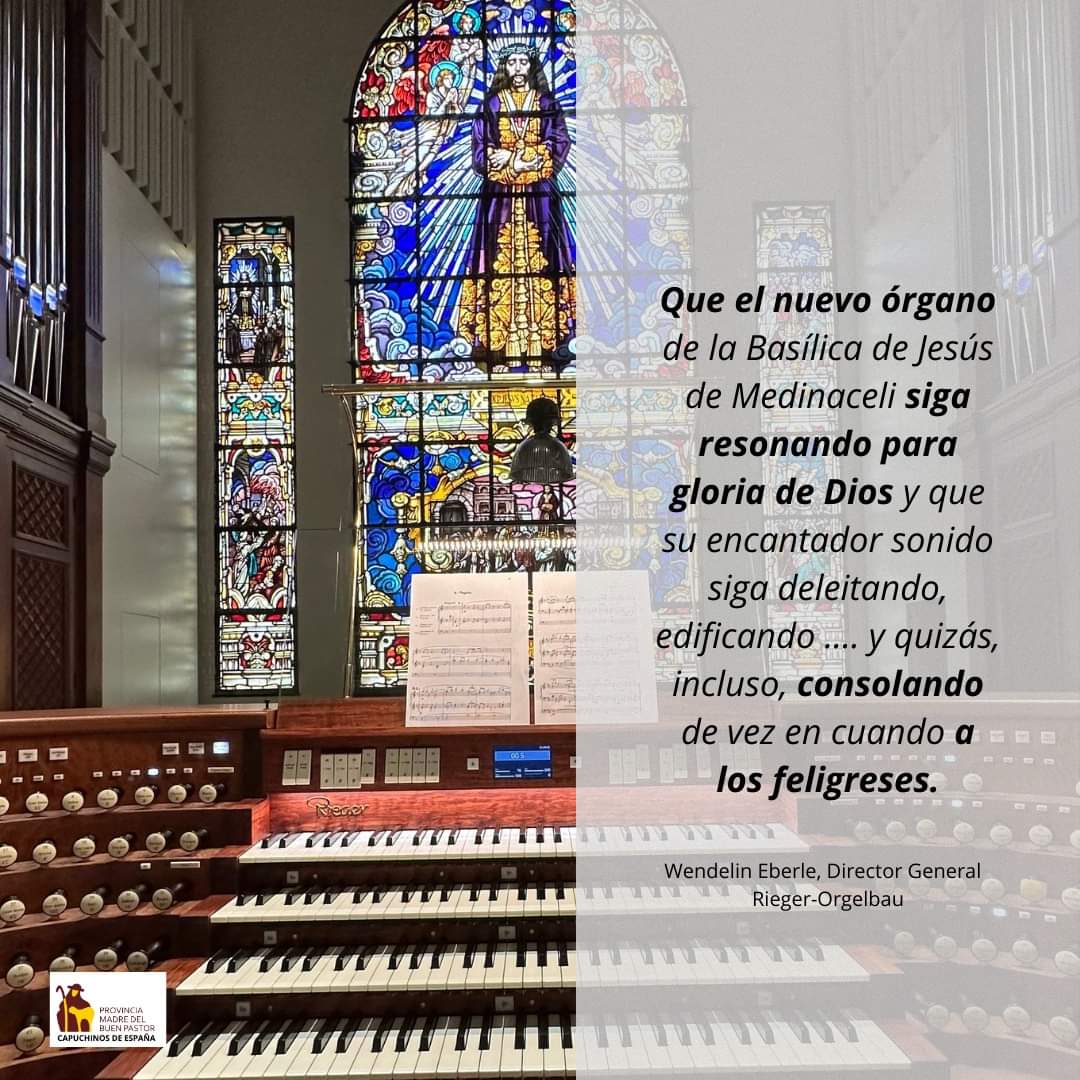 Que el nuevo órgano
de la Basílica de Jesús
de Medinaceli siga
resonando para
gloria de Dios y que
su encantador sonido
siga deleitando,
edificando .... y quizás,
incluso, consolando
de vez en cuando a
los feligreses.
Wendelin Eberle, Director General
Rieger-Orgelbau
Rieger
PROVINCIA
MADRE DEL
BUEN PASTOR
CAPUCHINOS DE ESPAÑA